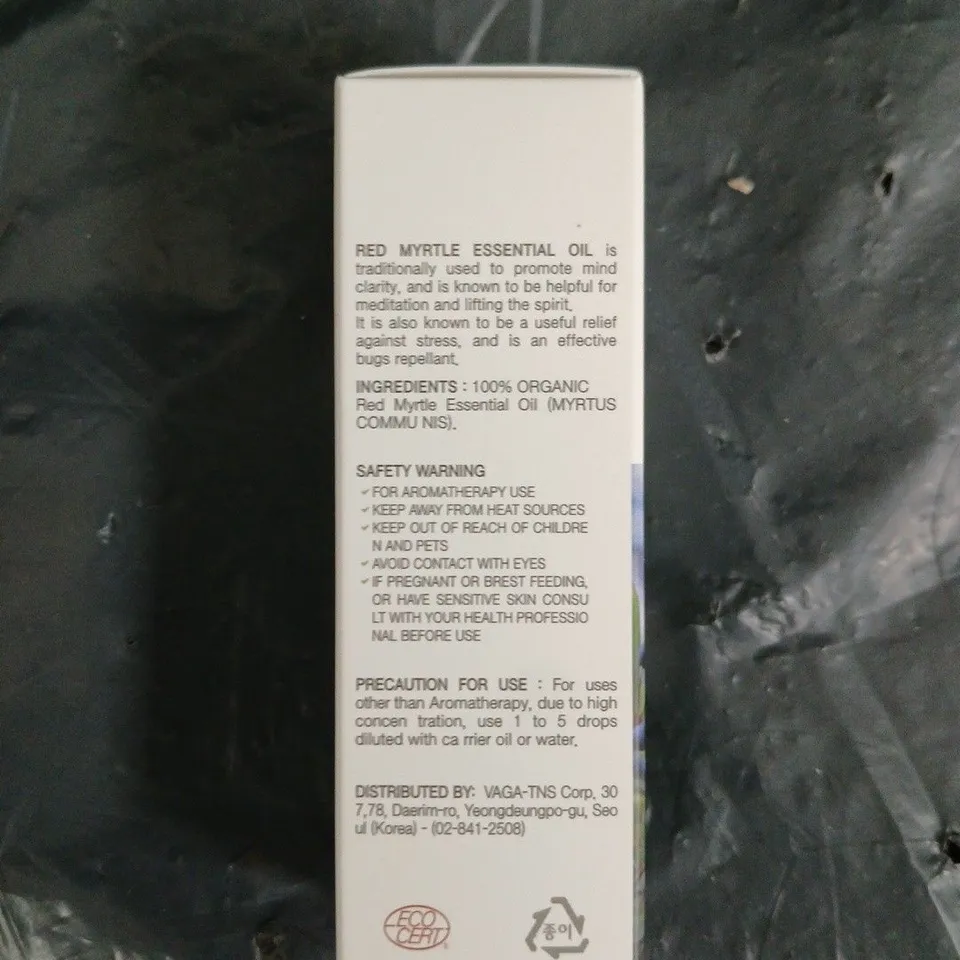 RED MYRTLE ESSENTIAL OIL is
traditionally used to promote mind
clarity, and is known to be helpful for
meditation and lifting the spirit.
It is also known to be a useful relief
against stress, and is an effective
bugs repellant.
INGREDIENTS : 100% ORGANIC
Red Myrtle Essential Oil (MYRTUS
COMMU NIS).
SAFETY WARNING
✓FOR AROMATHERAPY USE
✓KEEP AWAY FROM HEAT SOURCES
✓KEEP OUT OF REACH OF CHILDRE
N AND PETS
✓AVOID CONTACT WITH EYES
✓IF PREGNANT OR BREST FEEDING,
OR HAVE SENSITIVE SKIN CONSU
LT WITH YOUR HEALTH PROFESSIO
NAL BEFORE USE
PRECAUTION FOR USE : For uses
other than Aromatherapy, due to high
concen tration, use 1 to 5 drops
diluted with ca rrier oil or water.
DISTRIBUTED BY: VAGA-TNS Corp, 30
7,78, Daerim-ro, Yeongdeungpo-gu, Seo
ul (Korea) - (02-841-2508)
ECO
CERT
종이